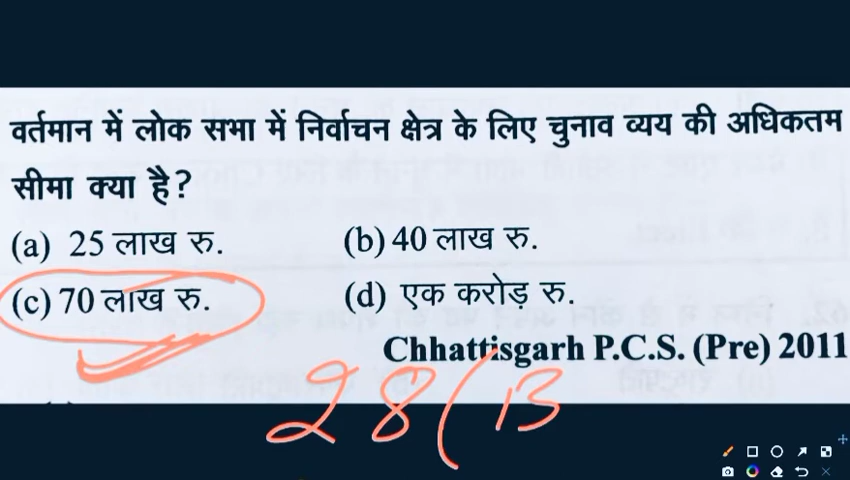 वर्तमान में लोक सभा में निर्वाचन क्षेत्र के लिए चुनाव व्यय की अधिकतम
सीमा क्या है?
(a) 25 लाख रु. (b) 40 लाख रु.
(c) 70 लाख रु. (d) एक करोड़ रु.
Chhattisgarh P.C.S. (Pre) 2011
28 (13